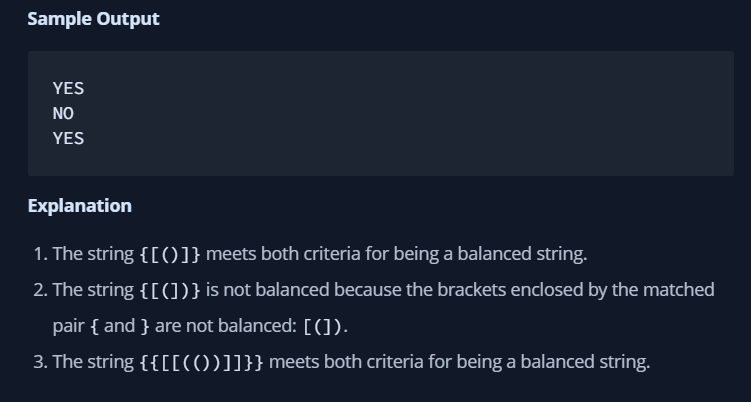 Sample Output
YES
NO
YES
Explanation
1. The string {[()]} meets both criteria for being a balanced string.
2. The string {[(])} is not balanced because the brackets enclosed by the matched
pair { and } are not balanced: [(]).
3. The string {{[[(())]]}} meets both criteria for being a balanced string.